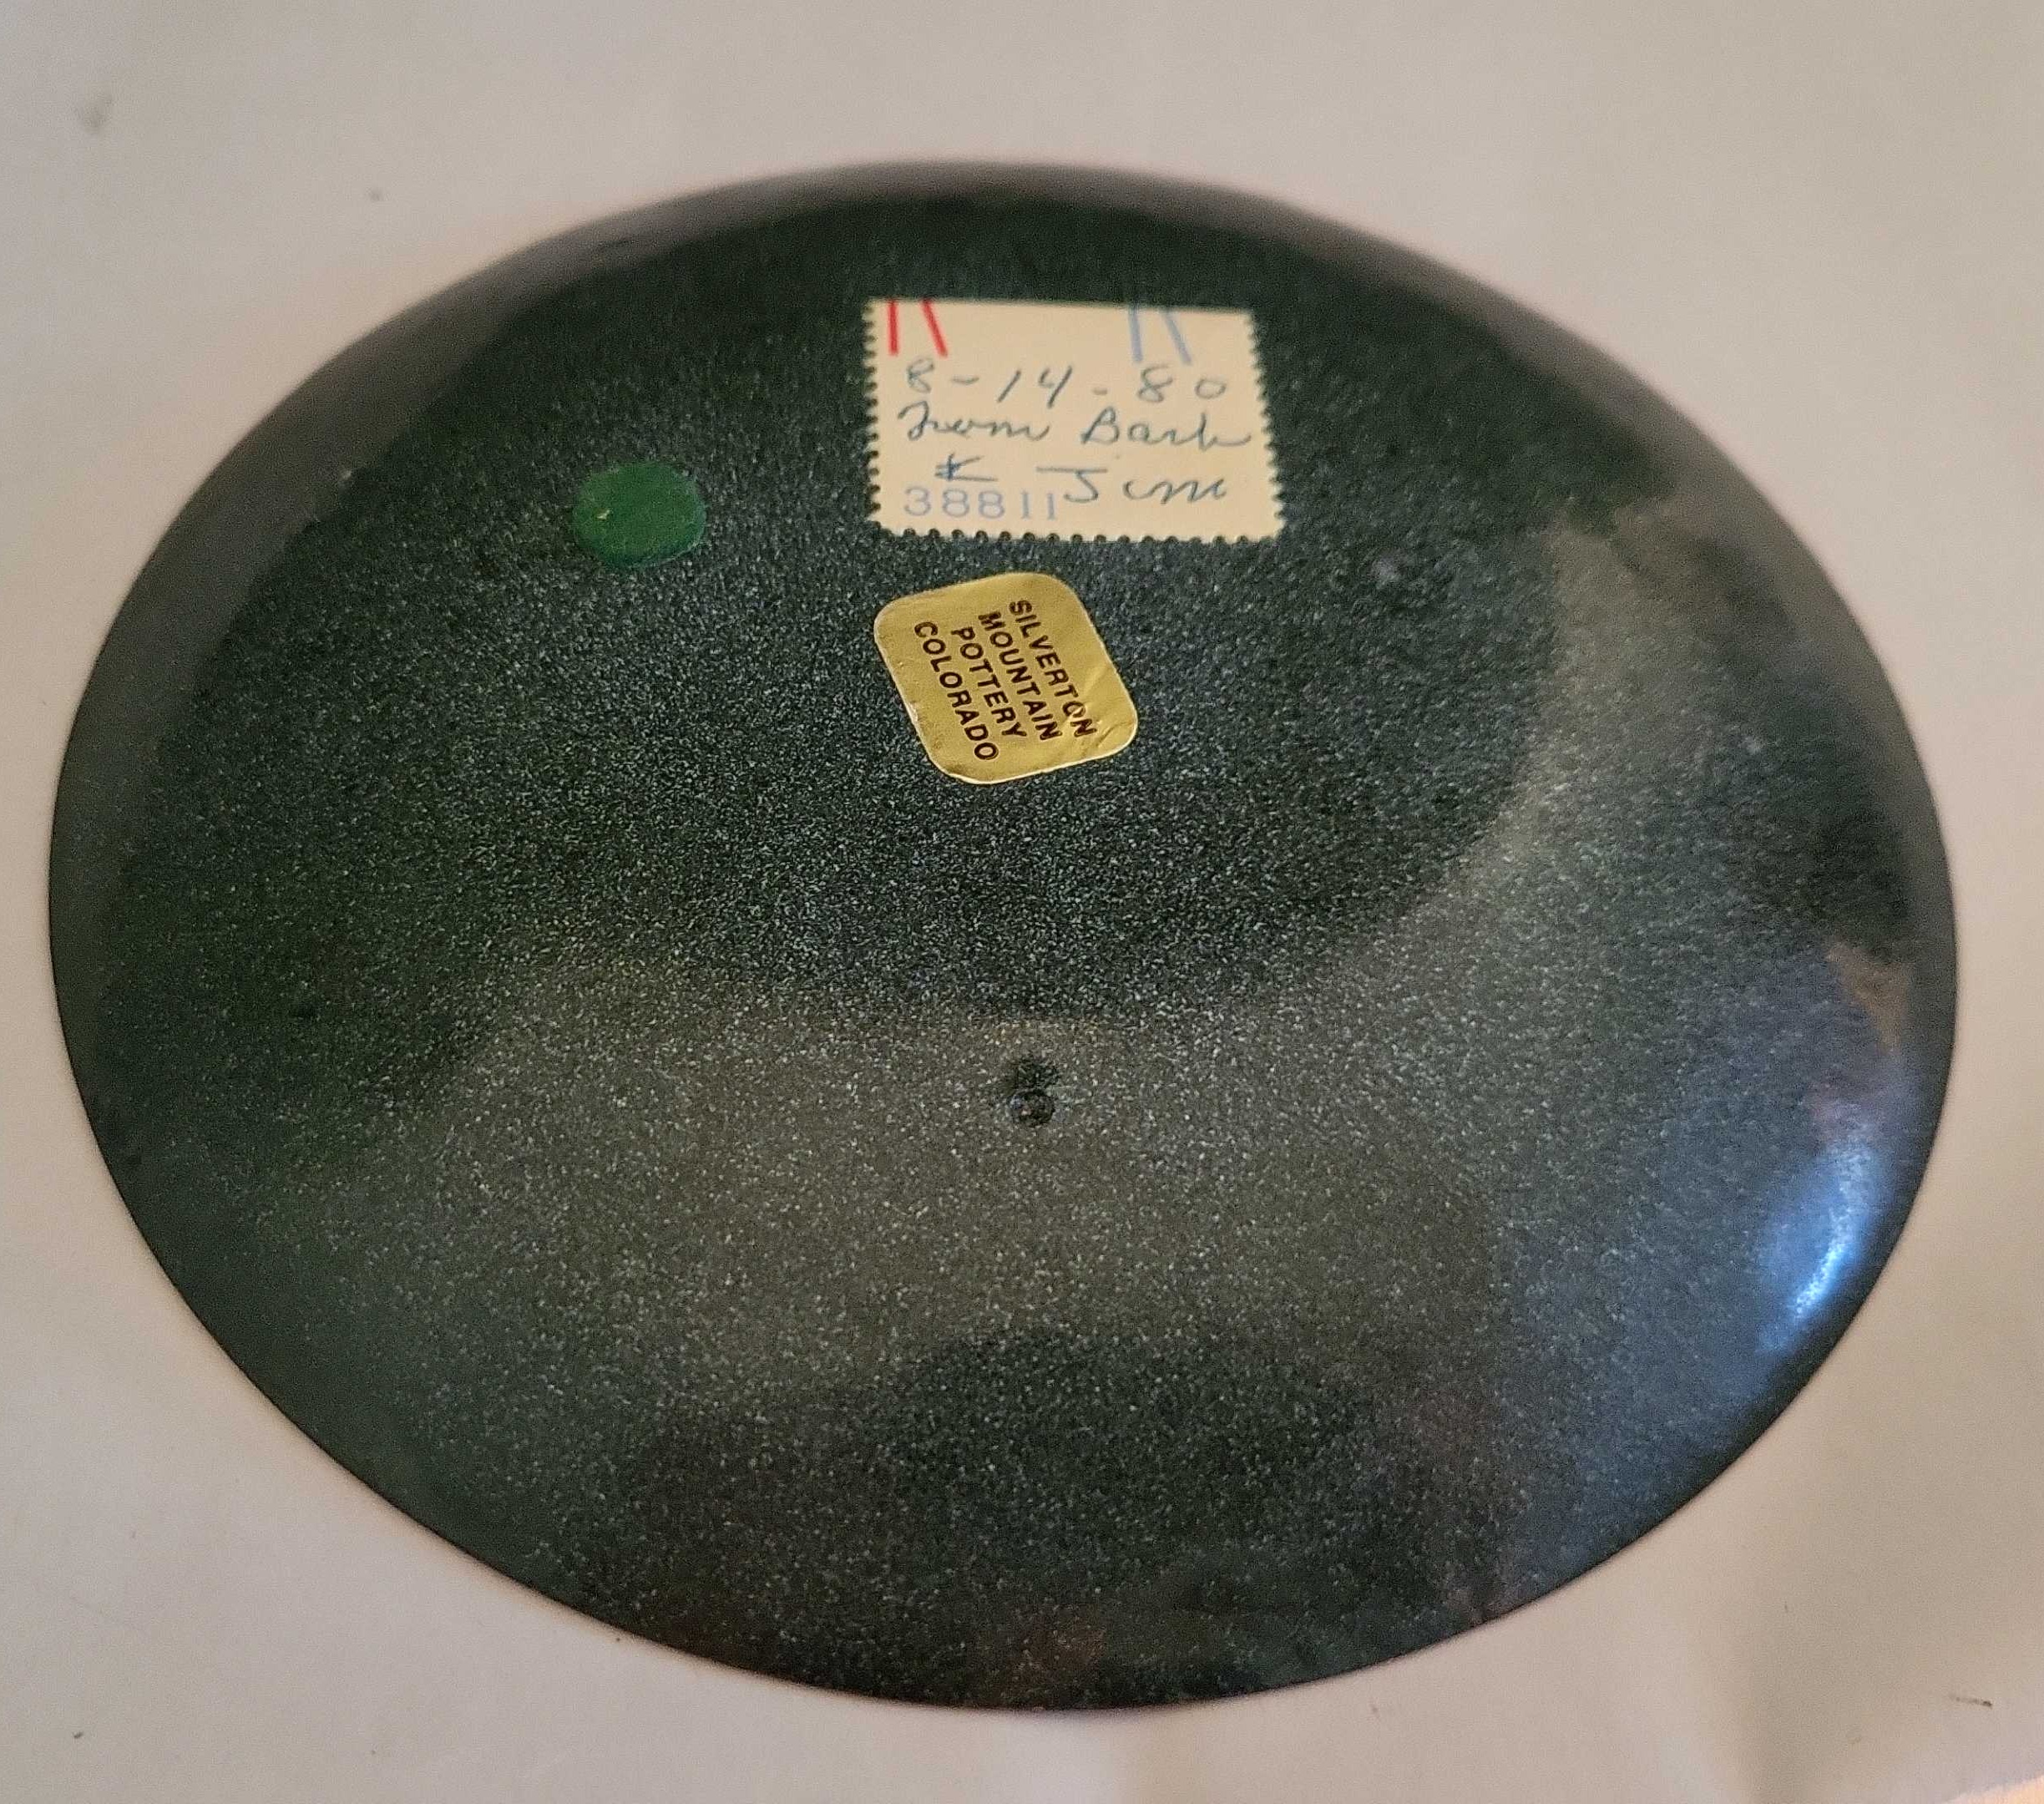 8-14-80
From Barb
& Jim
38811
SILVERTON
MOUNTAIN
POTTERY
COLORADO